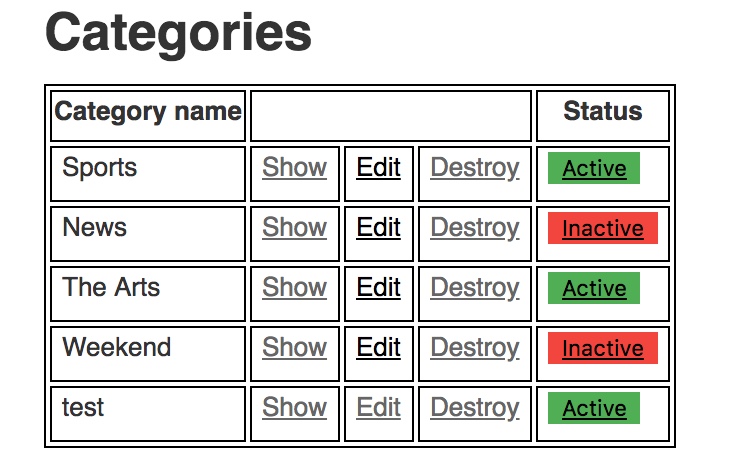 Categories
Category name Status
Sports Show Edit Destroy Active
News Show Edit Destroy Inactive
The Arts Show Edit Destroy Active
Weekend Show Edit Destroy Inactive
test Show Edit Destroy Active